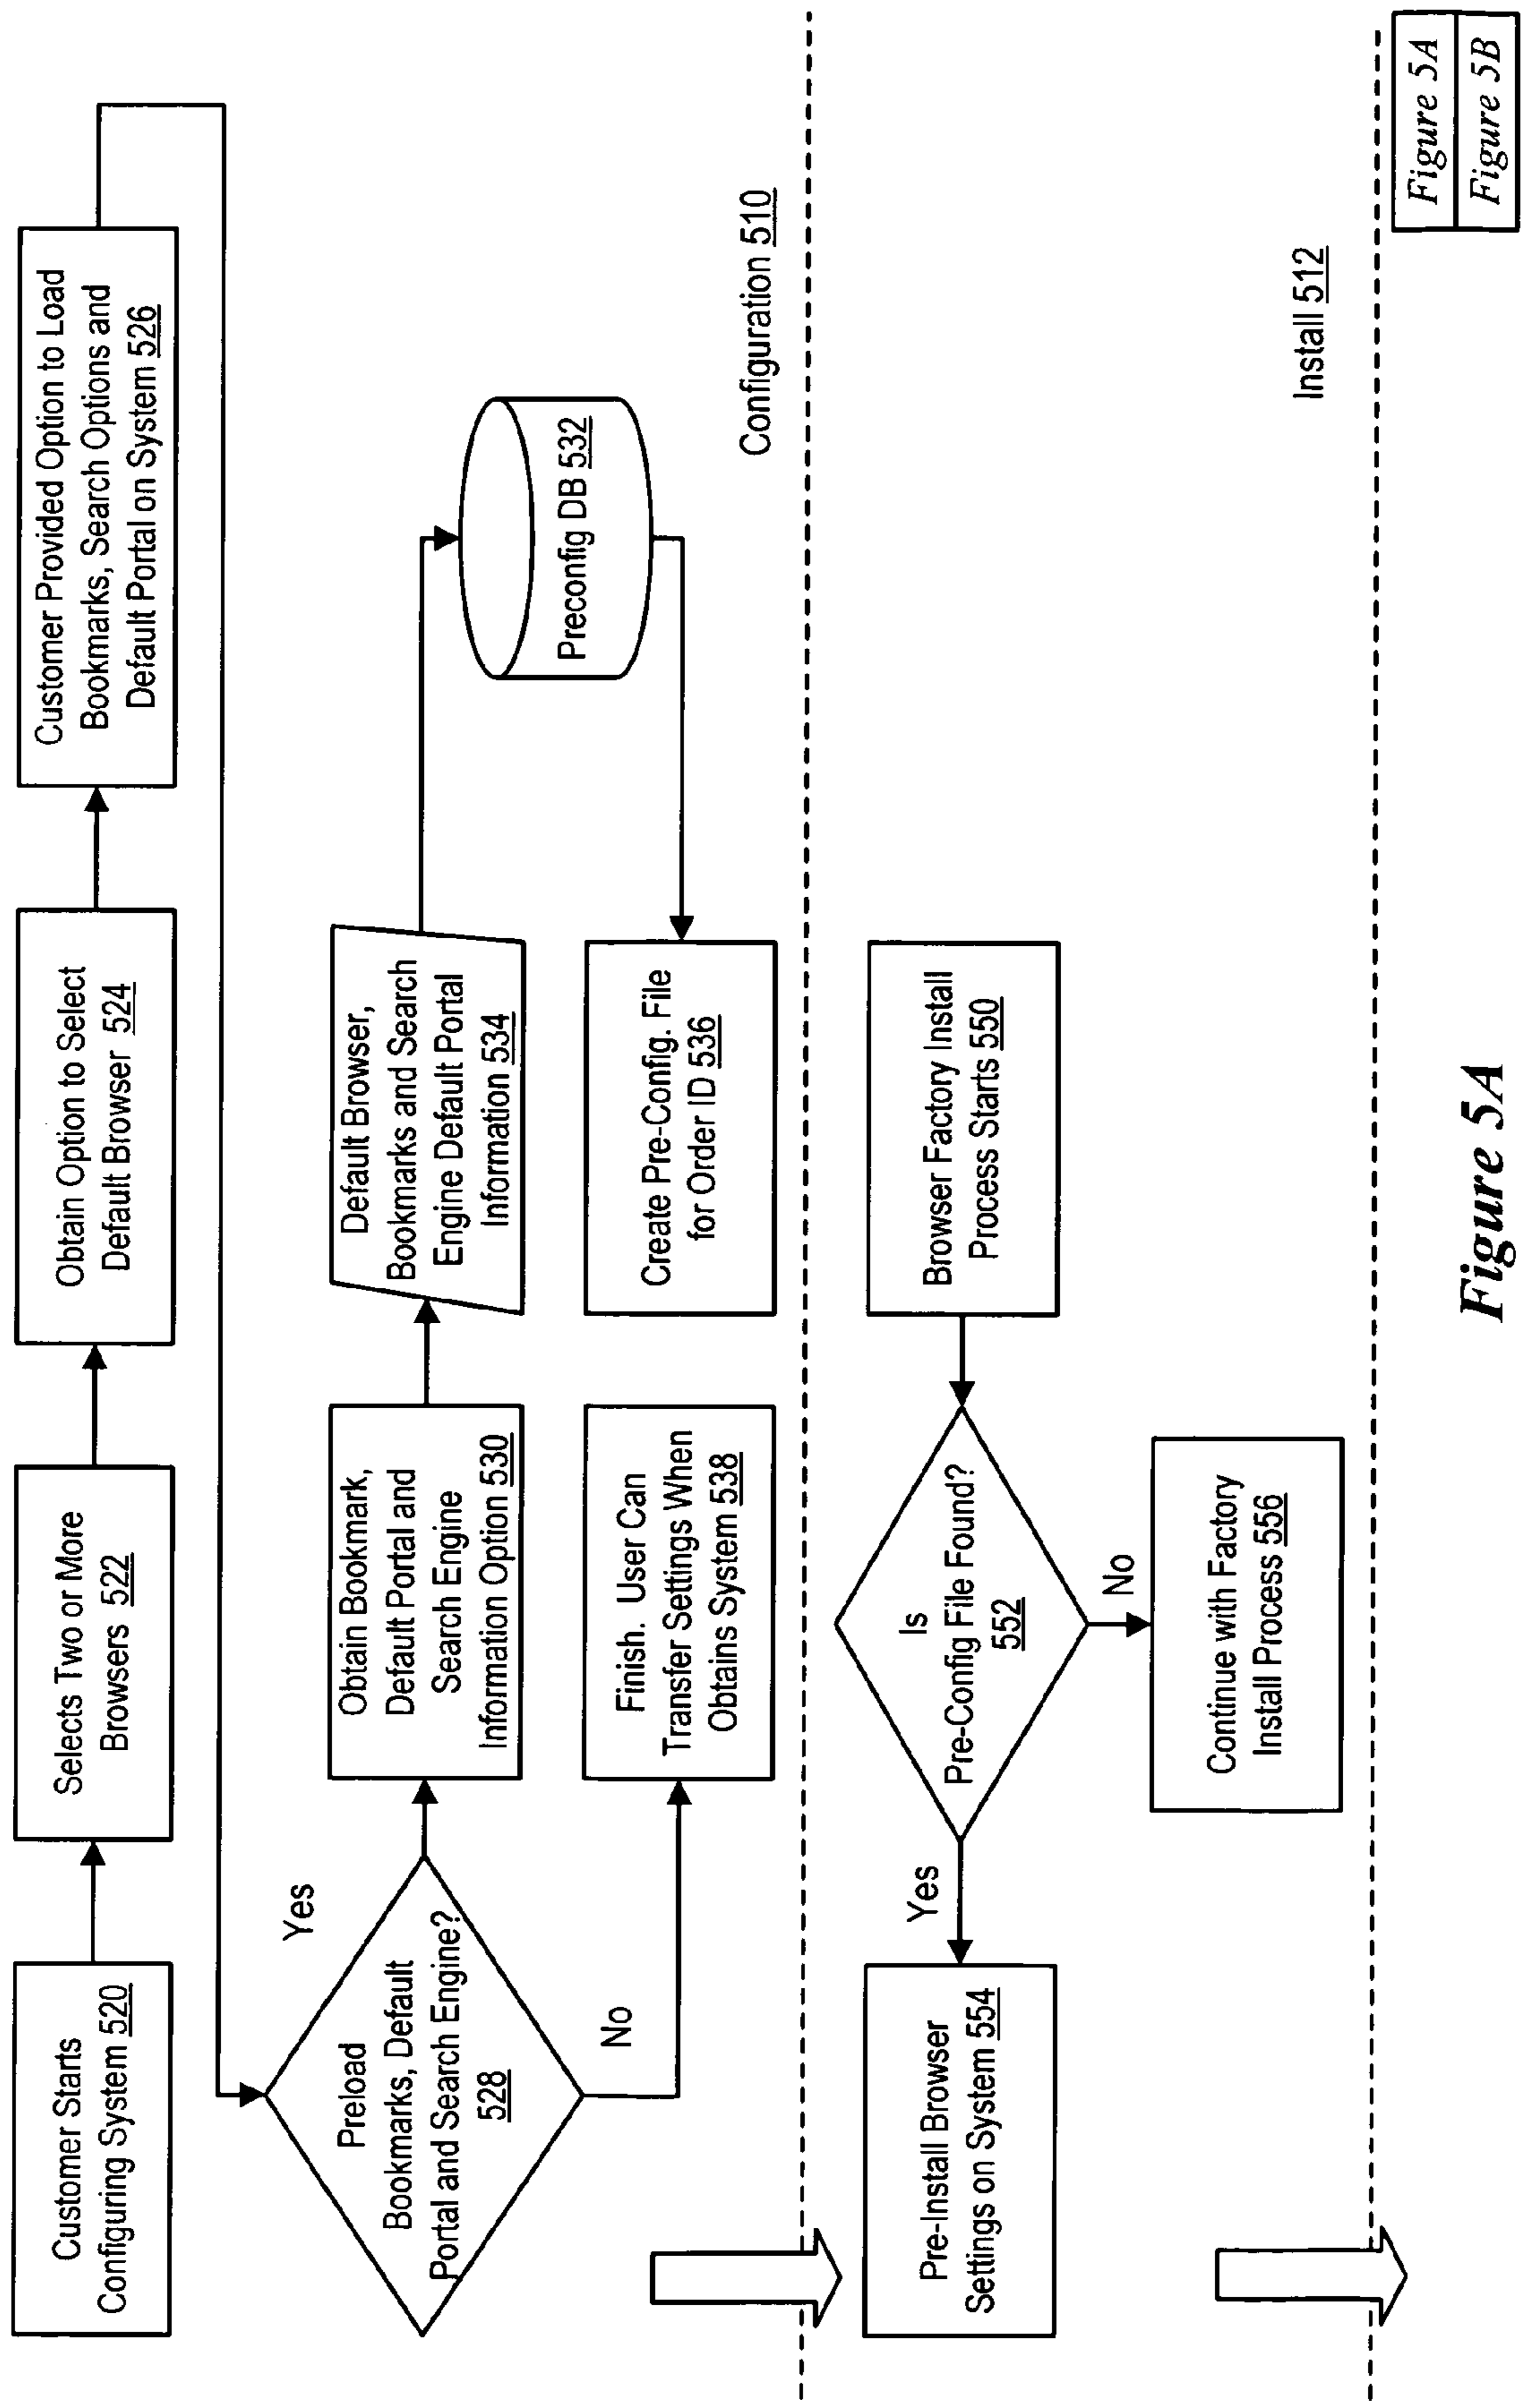 Customer Starts
Configuring System 520
Selects Two or More
Browsers 522
Obtain Option to Select
Default Browser 524
Customer Provided Option to Load
Bookmarks, Search Options and
Default Portal on System 526
Preload
Bookmarks, Default
Portal and Search Engine?
528
Yes
No
Obtain Bookmark,
Default Portal and
Search Engine
Information Option 530
Default Browser,
Bookmarks and Search
Engine Default Portal
Information 534
Preconfig DB 532
Finish. User Can
Transfer Settings When
Obtains System 538
Create Pre-Config. File
for Order ID 536
Configuration 510
Pre-Install Browser
Settings on System 554
Yes
Is
Pre-Config File Found?
552
No
Browser Factory Install
Process Starts 550
Continue with Factory
Install Process 556
Install 512
Figure 5A
Figure 5B
Figure 5A